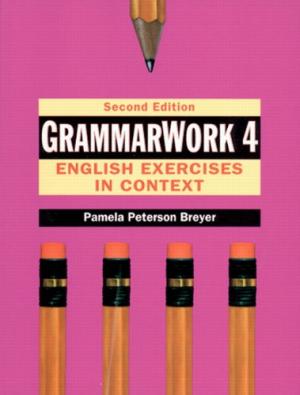 Second Edition
GRAMMARWORK 4
ENGLISH EXERCISES
IN CONTEXT
Pamela Peterson Breyer